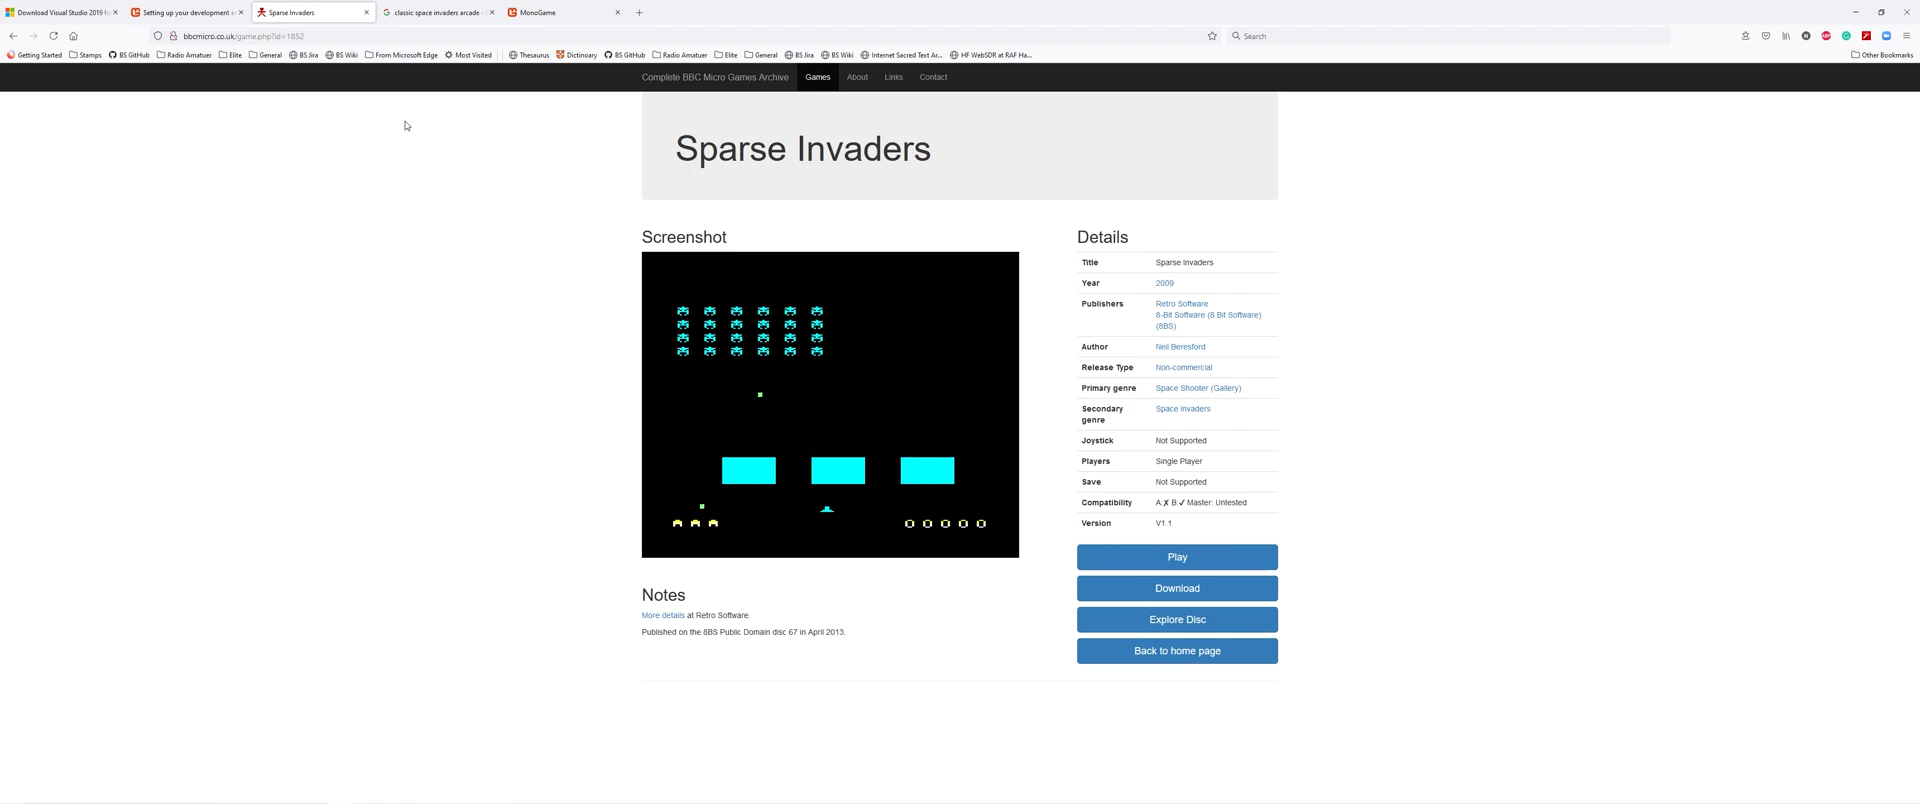 Download Visual Studio 2019 fo
Setting up your development e
Sparse Invaders
classic space invaders arcade - 
MonoGame
bbcmicro.co.uk/game.php?id=1852
Search
Getting Started
Stamps
BS GitHub
Radio Amatuer
Elite
General
BS Jira
BS Wiki
From Microsoft Edge
Most Visited
Thesaurus
Dictinoary
BS GitHub
Radio Amatuer
Elite
General
BS Jira
BS Wiki
Internet Sacred Text Ar...
HF WebSDR at RAF Ha...
Other Bookmarks
Complete BBC Micro Games Archive
Games
About
Links
Contact
Sparse Invaders
Screenshot
Details
Title Sparse Invaders
Year 2009
Publishers Retro Software
8-Bit Software (8 Bit Software)
(8BS)
Author Neil Beresford
Release Type Non-commercial
Primary genre Space Shooter (Gallery)
Secondary Space Invaders
genre
Joystick Not Supported
Players Single Player
Save Not Supported
Compatibility A:✗ B:✓ Master: Untested
Version V1.1
Play
Download
Explore Disc
Back to home page
Notes
More details at Retro Software.
Published on the 8BS Public Domain disc 67 in April 2013.